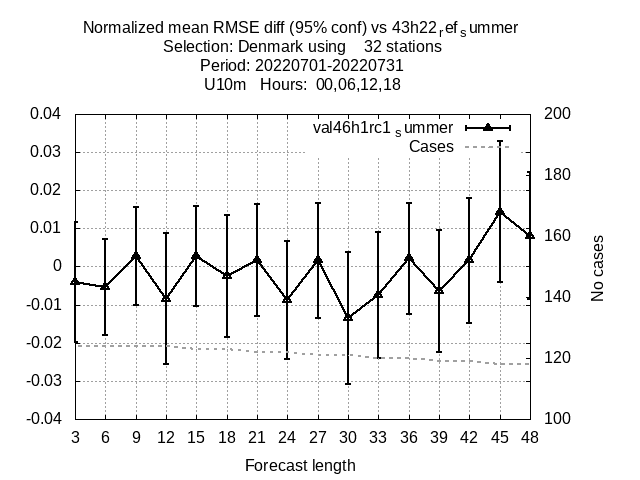 Normalized mean RMSE diff (95% conf) vs 43h22refsummer
Selection: Denmark using 32 stations
Period: 20220701-20220731
U10m Hours: 00,06,12,18
val46h1rc1summer
Cases
0.04
0.03
0.02
0.01
0
-0.01
-0.02
-0.03
-0.04
200
180
160
140
120
100
No cases
3 6 9 12 15 18 21 24 27 30 33 36 39 42 45 48
Forecast length